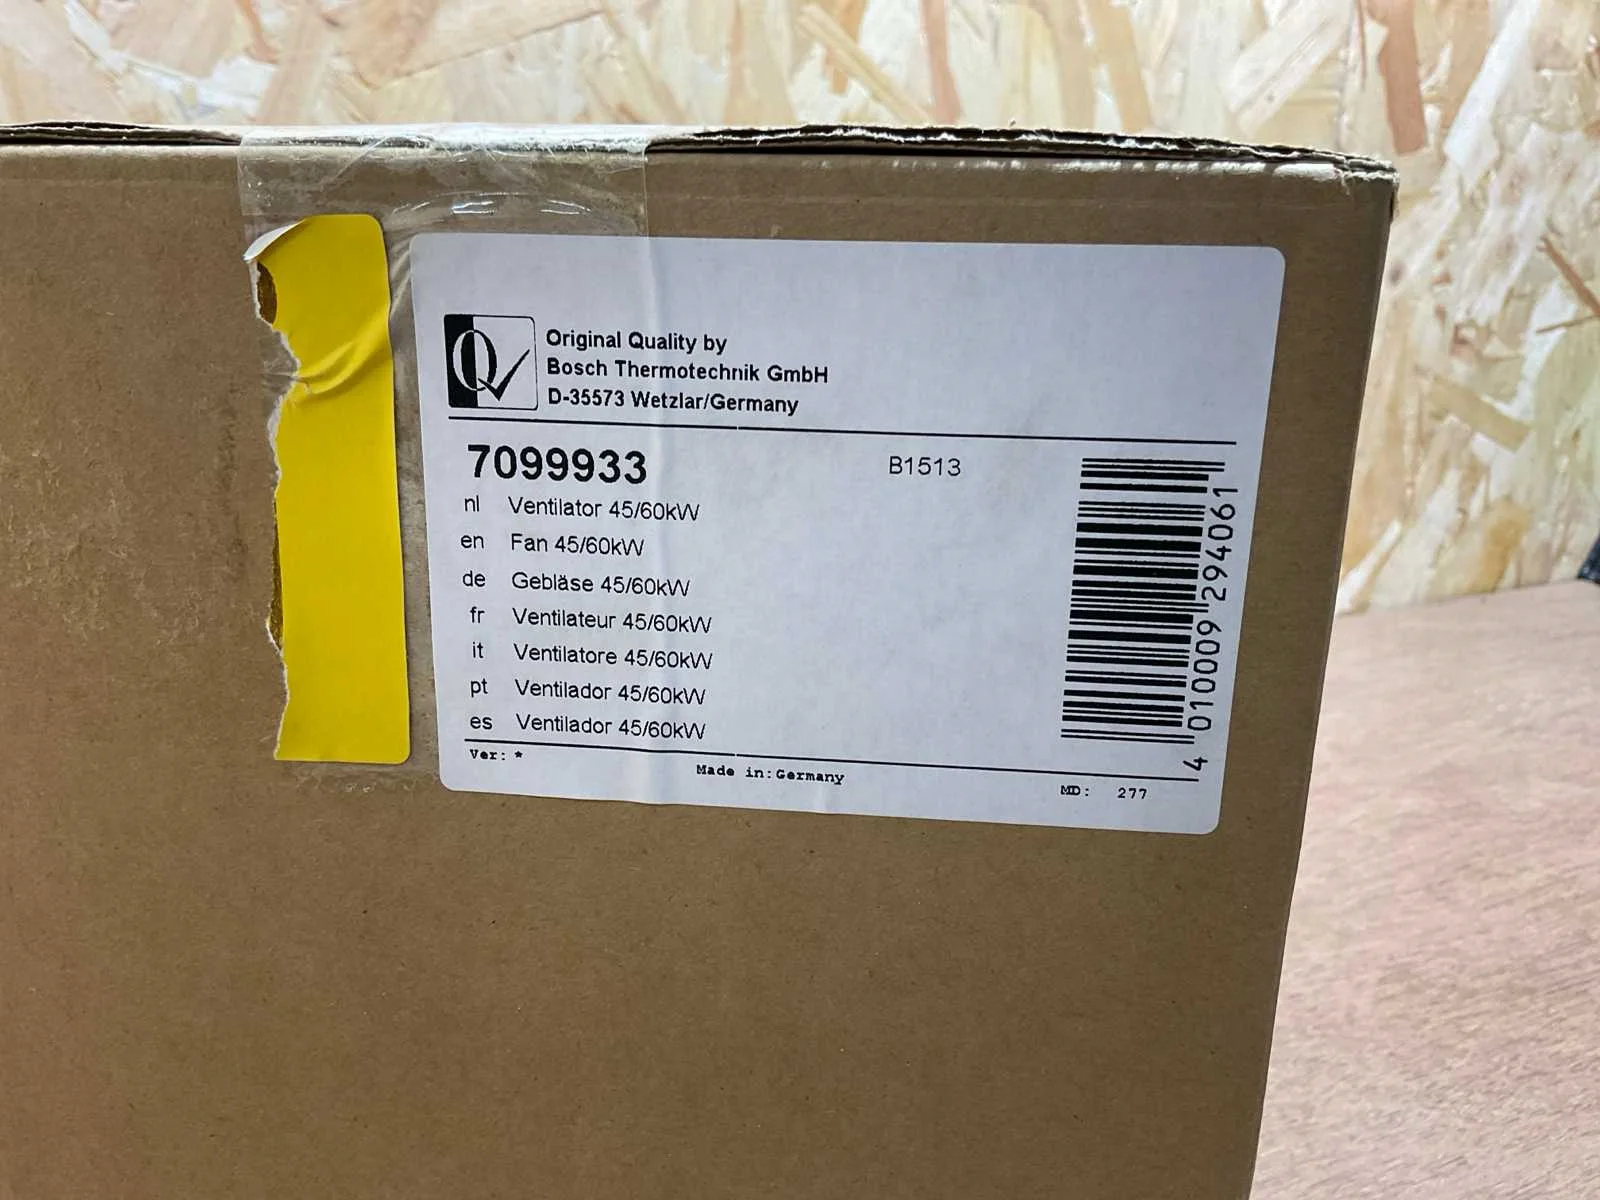 Original Quality by
Bosch Thermotechnik GmbH
D-35573 Wetzlar/Germany
7099933 B1513
nl Ventilator 45/60kW
en Fan 45/60kW
de Gebläse 45/60kW
fr Ventilateur 45/60kW
it Ventilatore 45/60kW
pt Ventilador 45/60kW
es Ventilador 45/60kW
Ver: *
Made in:Germany
MD: 277
4 010009 294061